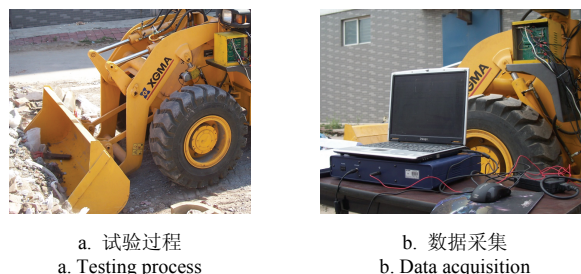 XGMA
XGMA
a. 试验过程
a. Testing process
b. 数据采集
b. Data acquisition